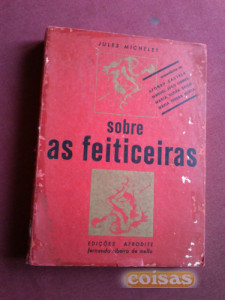 JULES MICHELET
sobre
as feiticeiras
EDIÇÕES AFRODITE
fernando ribeiro de mello
coisas